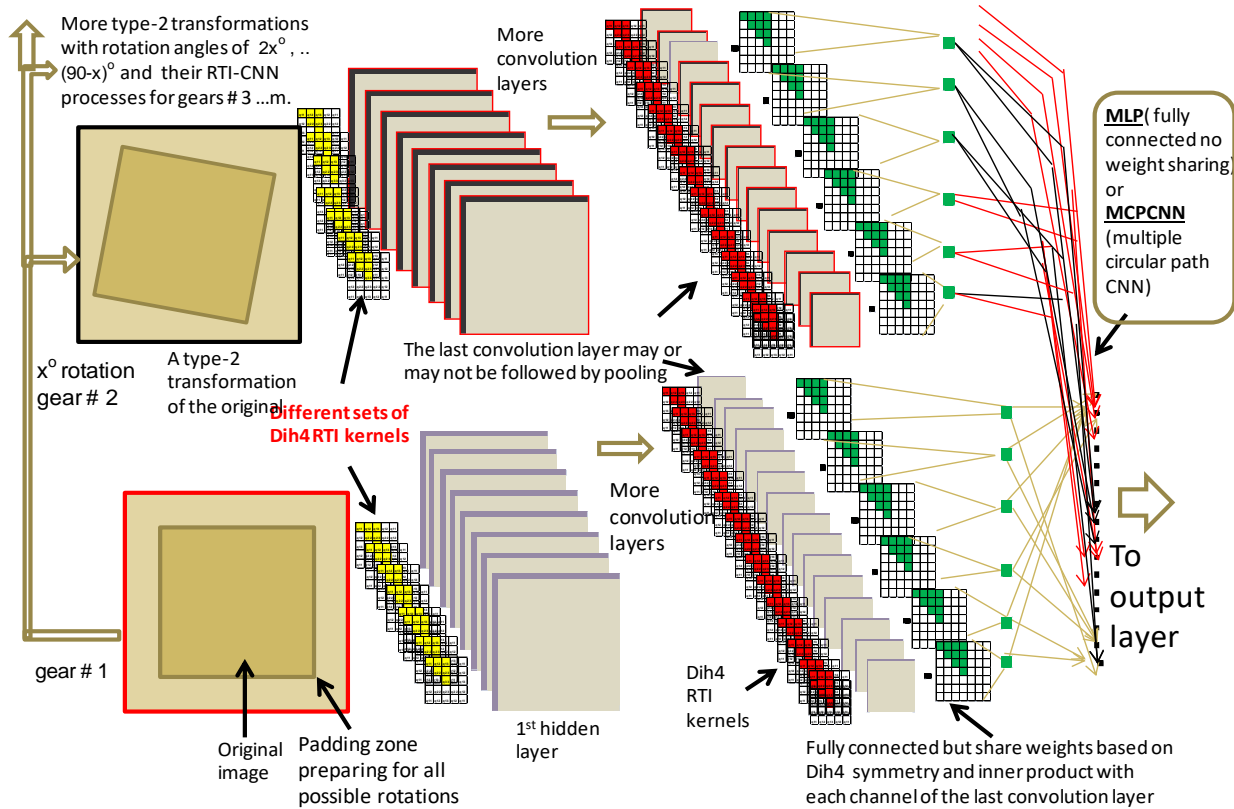 More type-2 transformations
with rotation angles of 2xº , ..
(90-x)º and their RTI-CNN
processes for gears # 3 ...m.
More
convolution
layers
MLP( fully
connected no
weight sharing)
or
MCPCNN
(multiple
circular path
CNN)
xº rotation
gear # 2
A type-2
transformation
of the original
The last convolution layer may or
may not be followed by pooling
Different sets of
Dih4 RTI kernels
More
convolution
layers
To
output
layer
gear # 1
Original
image
Padding zone
preparing for all
possible rotations
1st hidden
layer
Dih4
RTI
kernels
Fully connected but share weights based on
Dih4 symmetry and inner product with
each channel of the last convolution layer